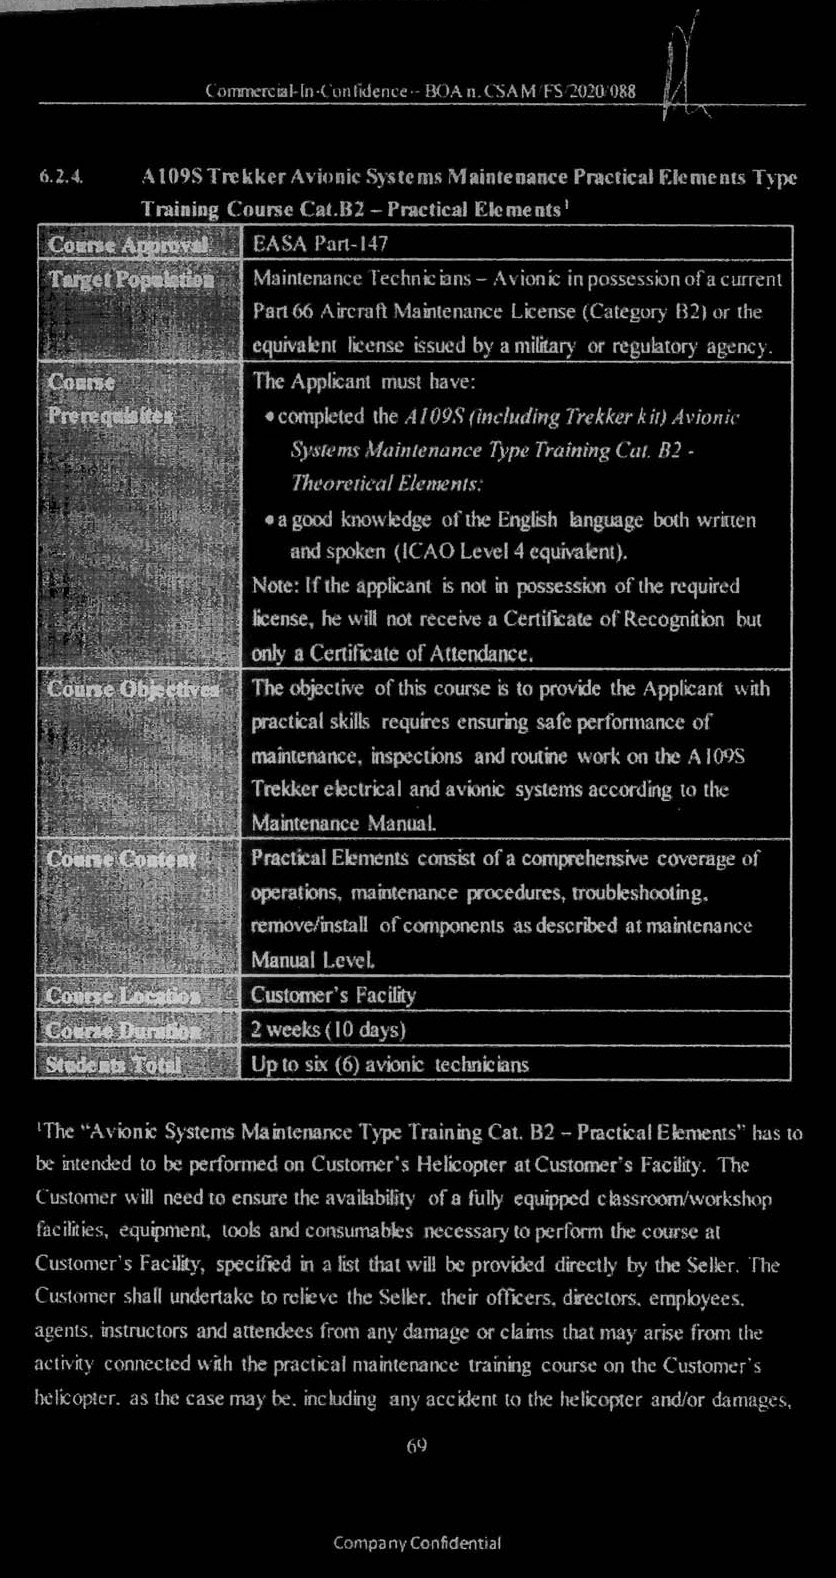 Commercial-In-Confidence - BOA n. CSAM/FS/2020/088
6.2.4. A109S Trekker Avionic Systems Maintenance Practical Elements Type
Training Course Cat.B2 – Practical Elements¹
Course Approval EASA Part-147
Target Population Maintenance Technicians – Avionic in possession of a current
Part 66 Aircraft Maintenance License (Category B2) or the
equivalent license issued by a military or regulatory agency.
Course The Applicant must have:
Prerequisites • completed the A109S (including Trekker kit) Avionic
Systems Maintenance Type Training Cat. B2 -
Theoretical Elements:
• a good knowledge of the English language both written
and spoken (ICAO Level 4 equivalent).
Note: If the applicant is not in possession of the required
license, he will not receive a Certificate of Recognition but
only a Certificate of Attendance.
Course Objectives The objective of this course is to provide the Applicant with
practical skills requires ensuring safe performance of
maintenance, inspections and routine work on the A109S
Trekker electrical and avionic systems according to the
Maintenance Manual.
Course Content Practical Elements consist of a comprehensive coverage of
operations, maintenance procedures, troubleshooting,
remove/install of components as described at maintenance
Manual Level.
Course Location Customer's Facility
Course Duration 2 weeks (10 days)
Students Total Up to six (6) avionic technicians
¹The “Avionic Systems Maintenance Type Training Cat. B2 – Practical Elements” has to
be intended to be performed on Customer's Helicopter at Customer's Facility. The
Customer will need to ensure the availability of a fully equipped classroom/workshop
facilities, equipment, tools and consumables necessary to perform the course at
Customer's Facility, specified in a list that will be provided directly by the Seller. The
Customer shall undertake to relieve the Seller, their officers, directors, employees,
agents, instructors and attendees from any damage or claims that may arise from the
activity connected with the practical maintenance training course on the Customer's
helicopter, as the case may be, including any accident to the helicopter and/or damages,
69
Company Confidential